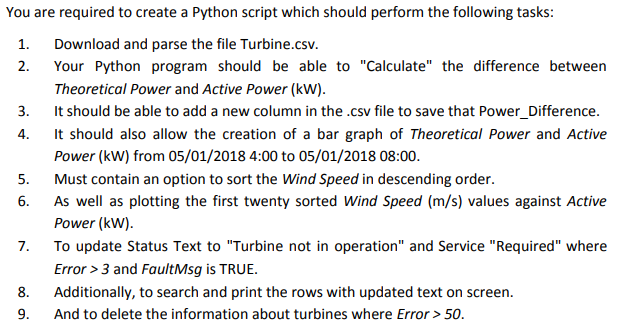 You are required to create a Python script which should perform the following tasks:
1. Download and parse the file Turbine.csv.
2. Your Python program should be able to "Calculate" the difference between
Theoretical Power and Active Power (kW).
3. It should be able to add a new column in the .csv file to save that Power_Difference.
4. It should also allow the creation of a bar graph of Theoretical Power and Active
Power (kW) from 05/01/2018 4:00 to 05/01/2018 08:00.
5. Must contain an option to sort the Wind Speed in descending order.
6. As well as plotting the first twenty sorted Wind Speed (m/s) values against Active
Power (kW).
7. To update Status Text to "Turbine not in operation" and Service "Required" where
Error > 3 and FaultMsg is TRUE.
8. Additionally, to search and print the rows with updated text on screen.
9. And to delete the information about turbines where Error > 50.